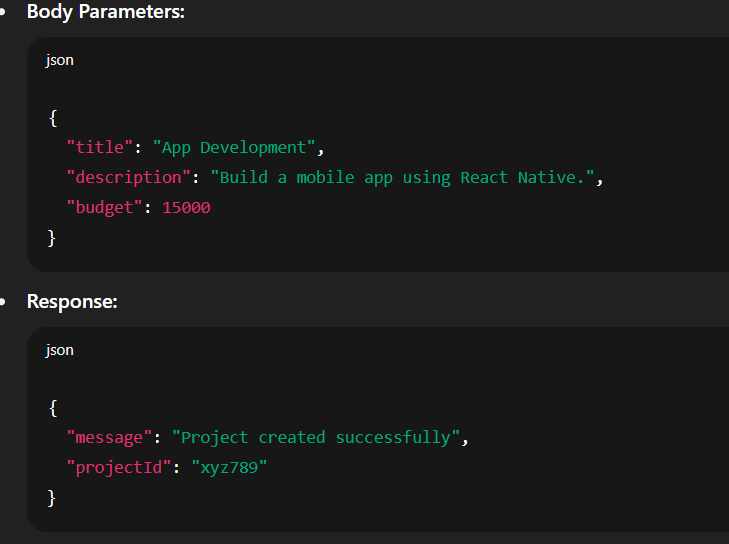 Body Parameters:
json
{
"title": "App Development",
"description": "Build a mobile app using React Native.",
"budget": 15000
}
Response:
json
{
"message": "Project created successfully",
"projectId": "xyz789"
}